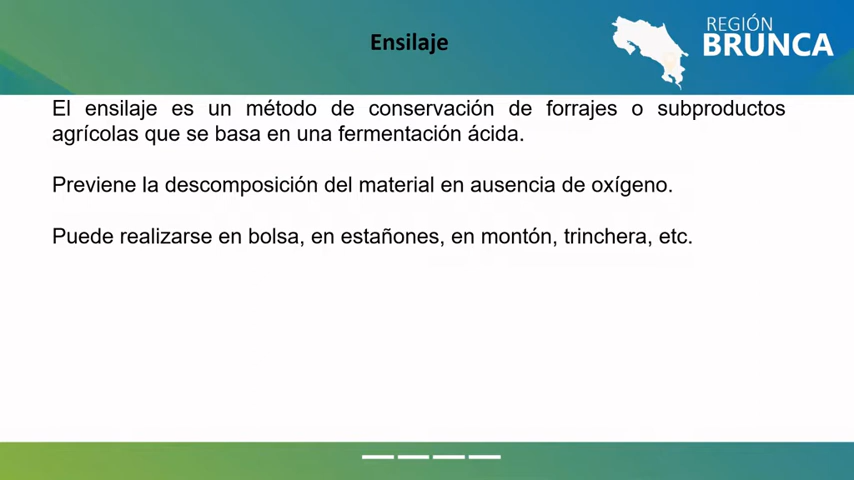 Ensilaje
REGIÓN
BRUNCA
El ensilaje es un método de conservación de forrajes o subproductos
agrícolas que se basa en una fermentación ácida.
Previene la descomposición del material en ausencia de oxígeno.
Puede realizarse en bolsa, en estañones, en montón, trinchera, etc.